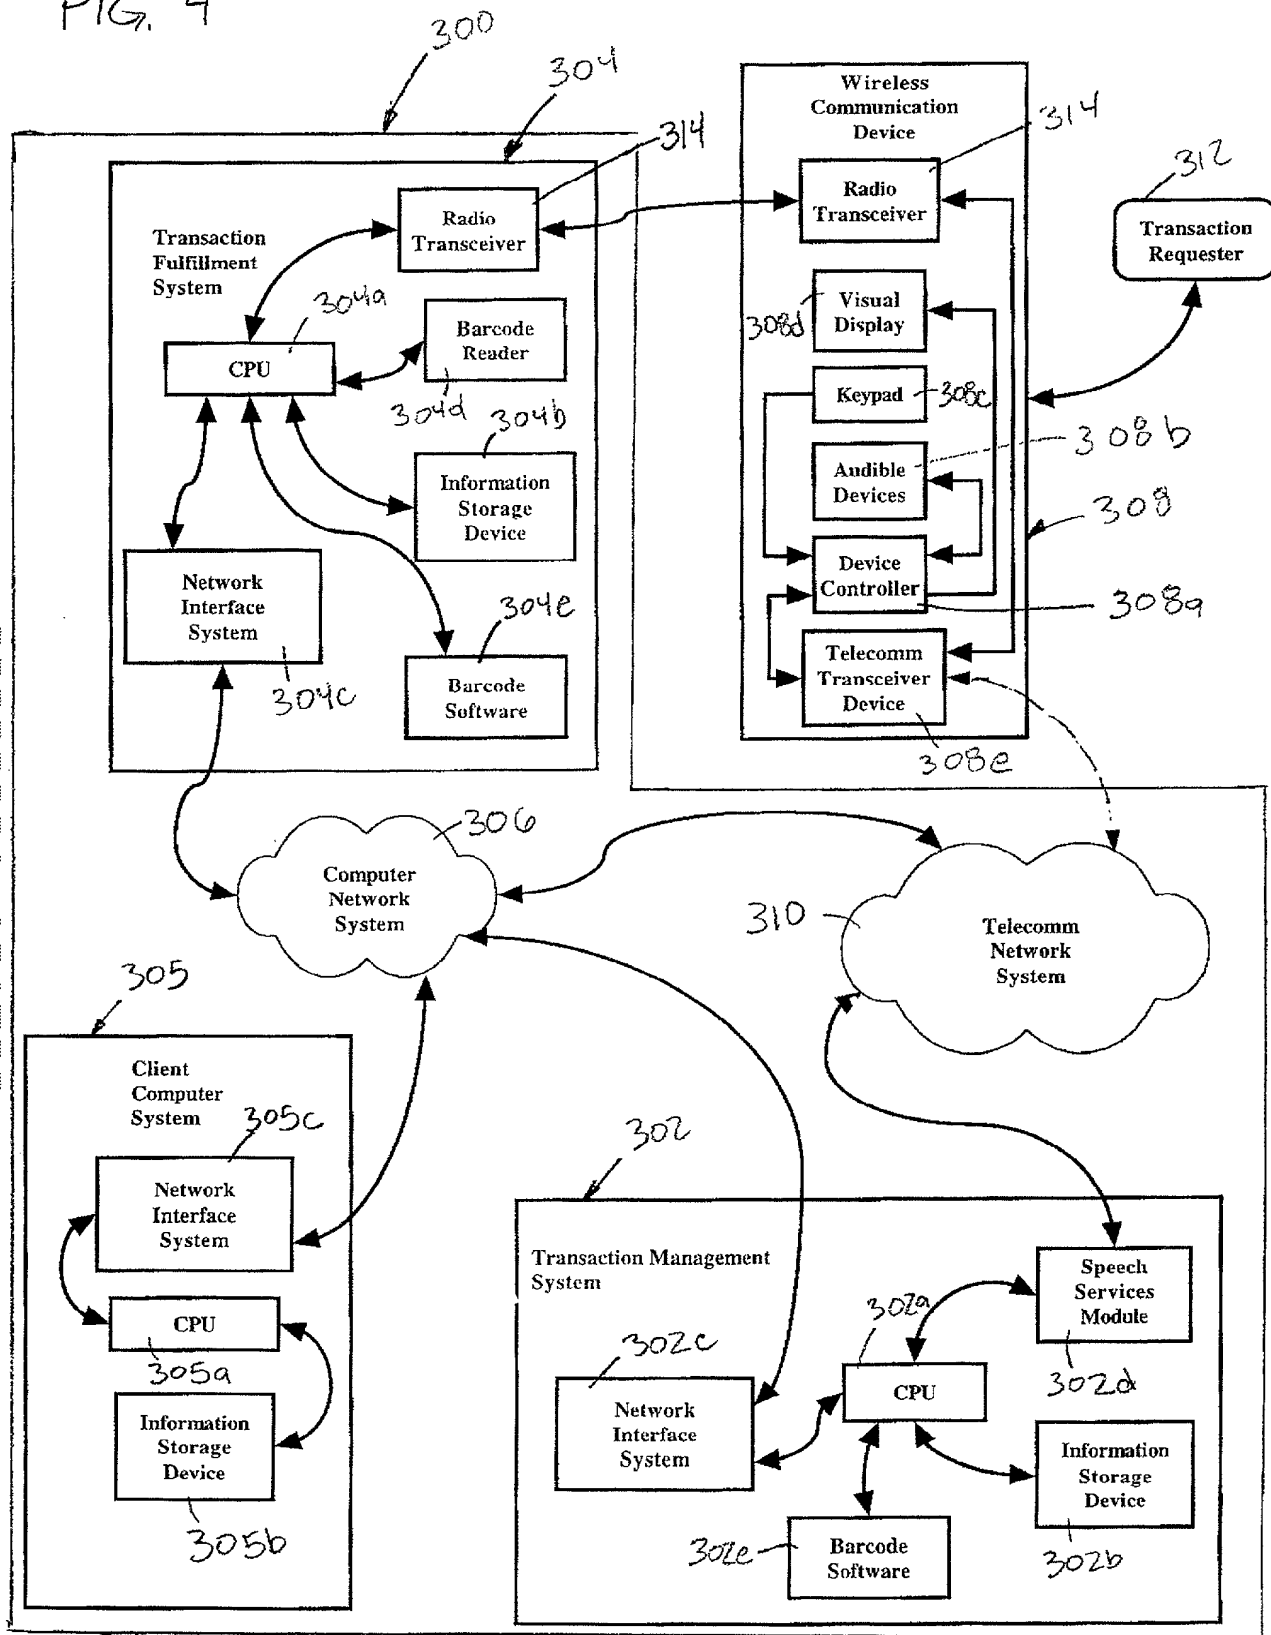 FIG. 4
300
304
314
Transaction
Fulfillment
System
Radio
Transceiver
304a
CPU
Barcode
Reader
304d
304b
Information
Storage
Device
Network
Interface
System
304c
304e
Barcode
Software
Wireless
Communication
Device
314
Radio
Transceiver
312
Transaction
Requester
308d
Visual
Display
Keypad
308c
308b
Audible
Devices
308
Device
Controller
308a
Telecomm
Transceiver
Device
308e
306
Computer
Network
System
310
Telecomm
Network
System
305
Client
Computer
System
305c
Network
Interface
System
CPU
305a
Information
Storage
Device
305b
302
Transaction Management
System
Speech
Services
Module
302d
302a
CPU
302c
Network
Interface
System
Information
Storage
Device
302b
302e
Barcode
Software